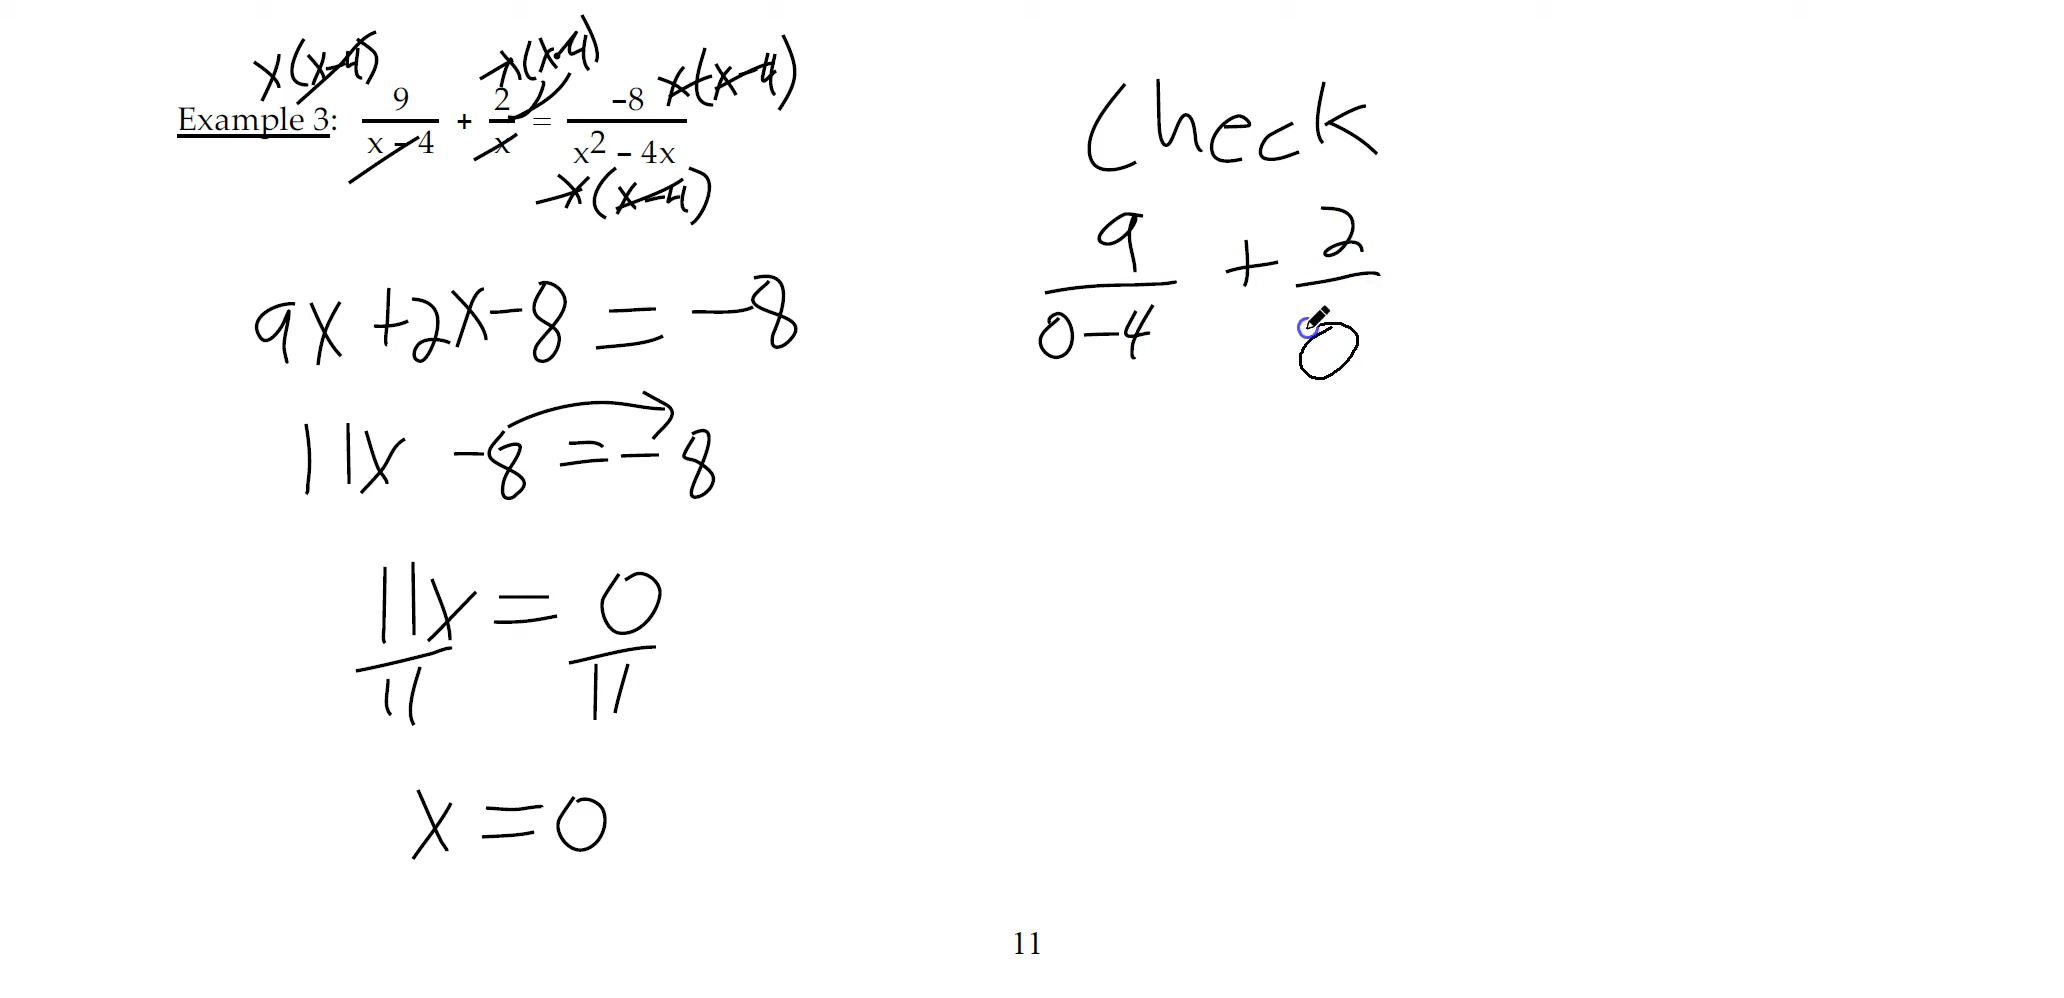 x(x-4) x(x-4) x(x-4)
Example 3: 9/(x - 4) + 2/x = -8/(x² - 4x)
x(x-4)
9x + 2x - 8 = -8
11x - 8 = -8
11x = 0
11 11
x = 0
Check
9/(0-4) + 2/0
11